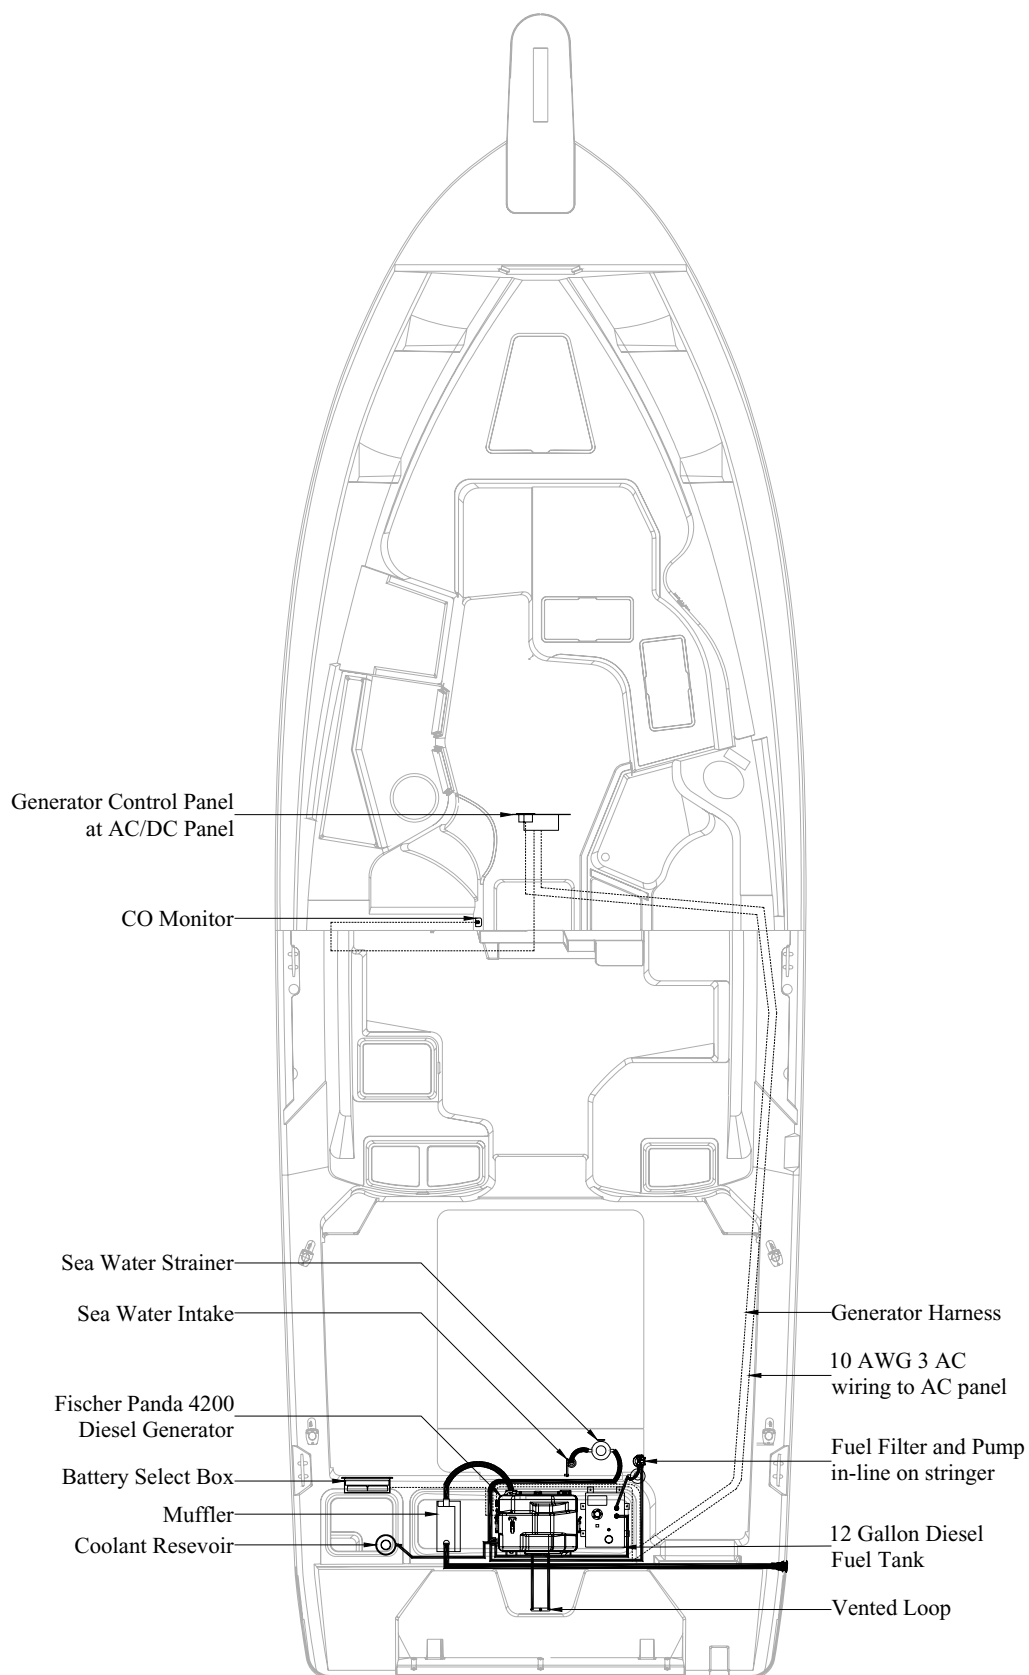 Generator Control Panel
at AC/DC Panel
CO Monitor
Sea Water Strainer
Sea Water Intake
Fischer Panda 4200
Diesel Generator
Battery Select Box
Muffler
Coolant Resevoir
Generator Harness
10 AWG 3 AC
wiring to AC panel
Fuel Filter and Pump
in-line on stringer
12 Gallon Diesel
Fuel Tank
Vented Loop